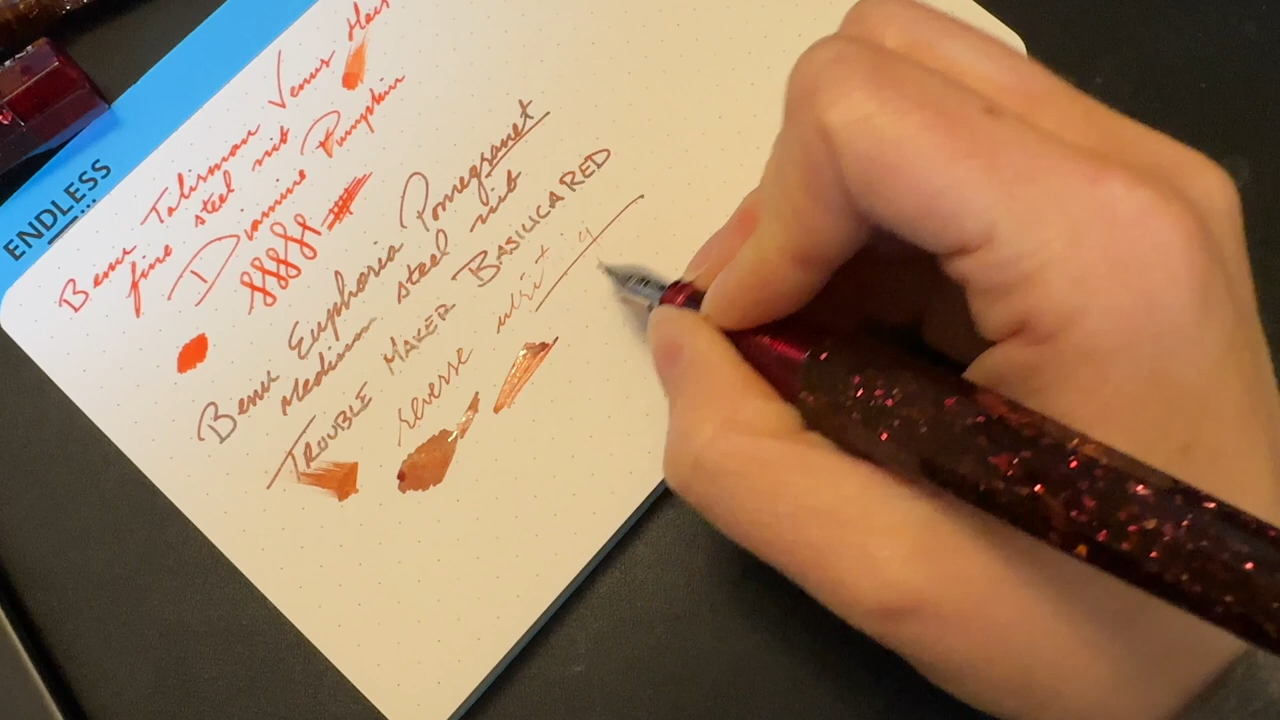 ENDLESS
Benu Talisman Venus Hair
fine steel nib
Diamine Pumpkin
Benu Euphoria Pomegranet
Medium steel nib
TROUBLE MAKER BASILICA RED
reverse